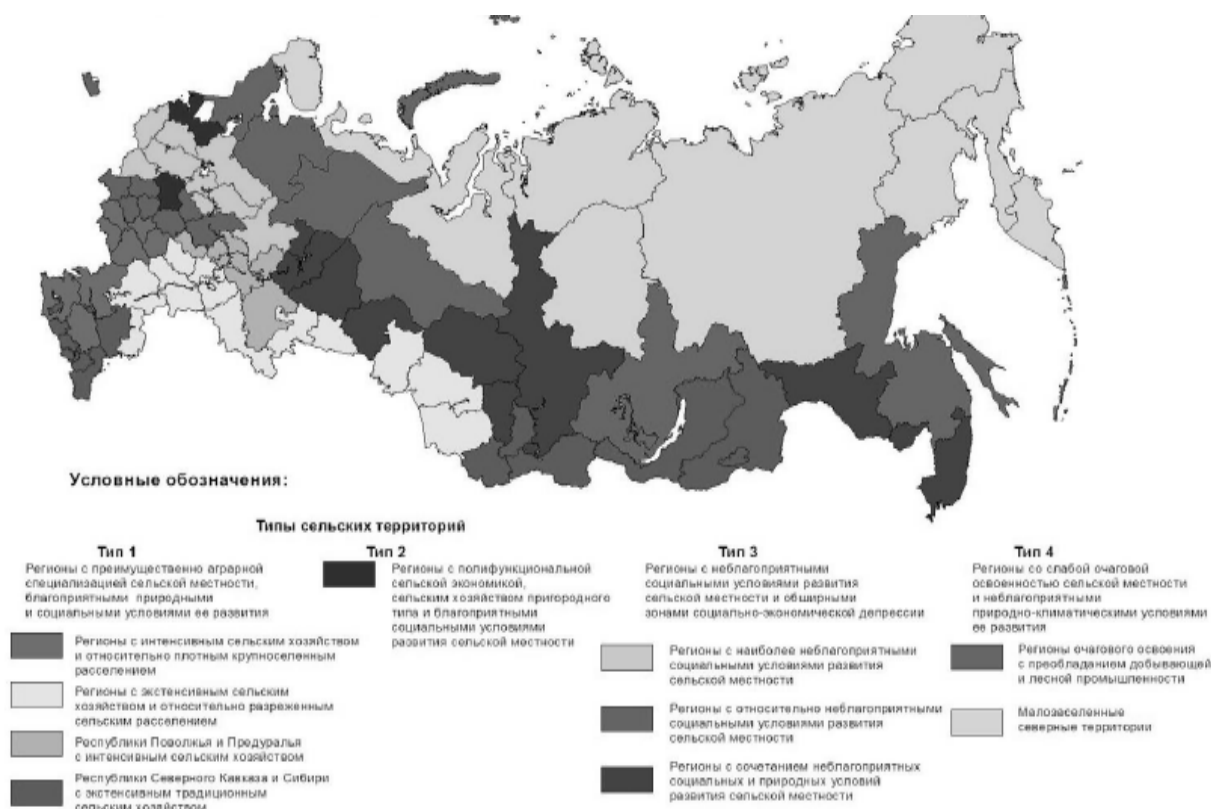 Условные обозначения:
Типы сельских территорий
Тип 1
Регионы с преимущественно аграрной
специализацией сельской местности,
благоприятными природными
и социальными условиями ее развития
Регионы с интенсивным сельским хозяйством
и относительно плотным крупноселенным
расселением
Регионы с экстенсивным сельским
хозяйством и относительно разреженным
сельским расселением
Республики Поволжья и Предуралья
с интенсивным сельским хозяйством
Республики Северного Кавказа и Сибири
с экстенсивным традиционным
сельским хозяйством
Тип 2
Регионы с полифункциональной
сельской экономикой,
сельским хозяйством пригородного
типа и благоприятными
социальными условиями
развития сельской местности
Тип 3
Регионы с неблагоприятными
социальными условиями развития
сельской местности и обширными
зонами социально-экономической депрессии
Регионы с наиболее неблагоприятными
социальными условиями развития
сельской местности
Регионы с относительно неблагоприятными
социальными условиями развития
сельской местности
Регионы с сочетанием неблагоприятных
социальных и природных условий
развития сельской местности
Тип 4
Регионы со слабой очаговой
освоенностью сельской местности
и неблагоприятными
природно-климатическими условиями
ее развития
Регионы очагового освоения
с преобладанием добывающей
и лесной промышленности
Малозаселенные
северные территории